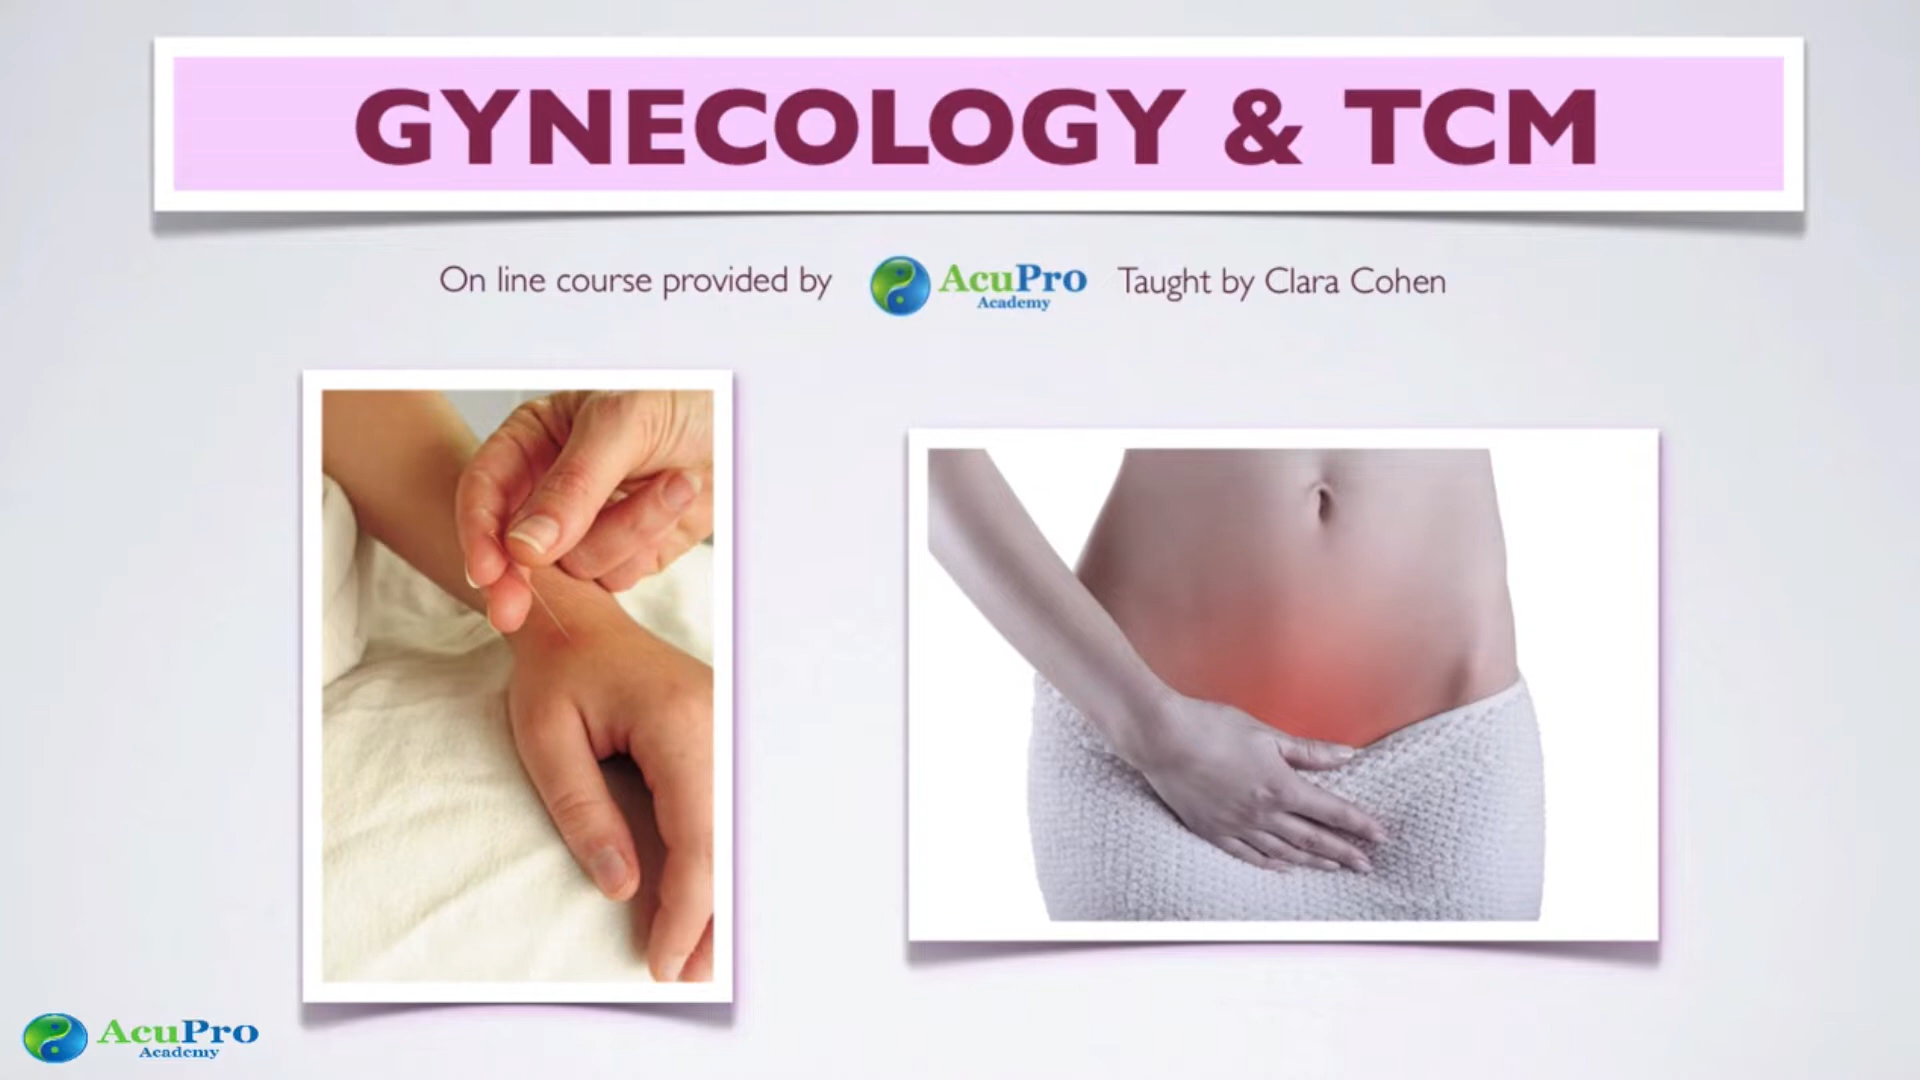 GYNECOLOGY & TCM
On line course provided by AcuPro Academy Taught by Clara Cohen
AcuPro
Academy